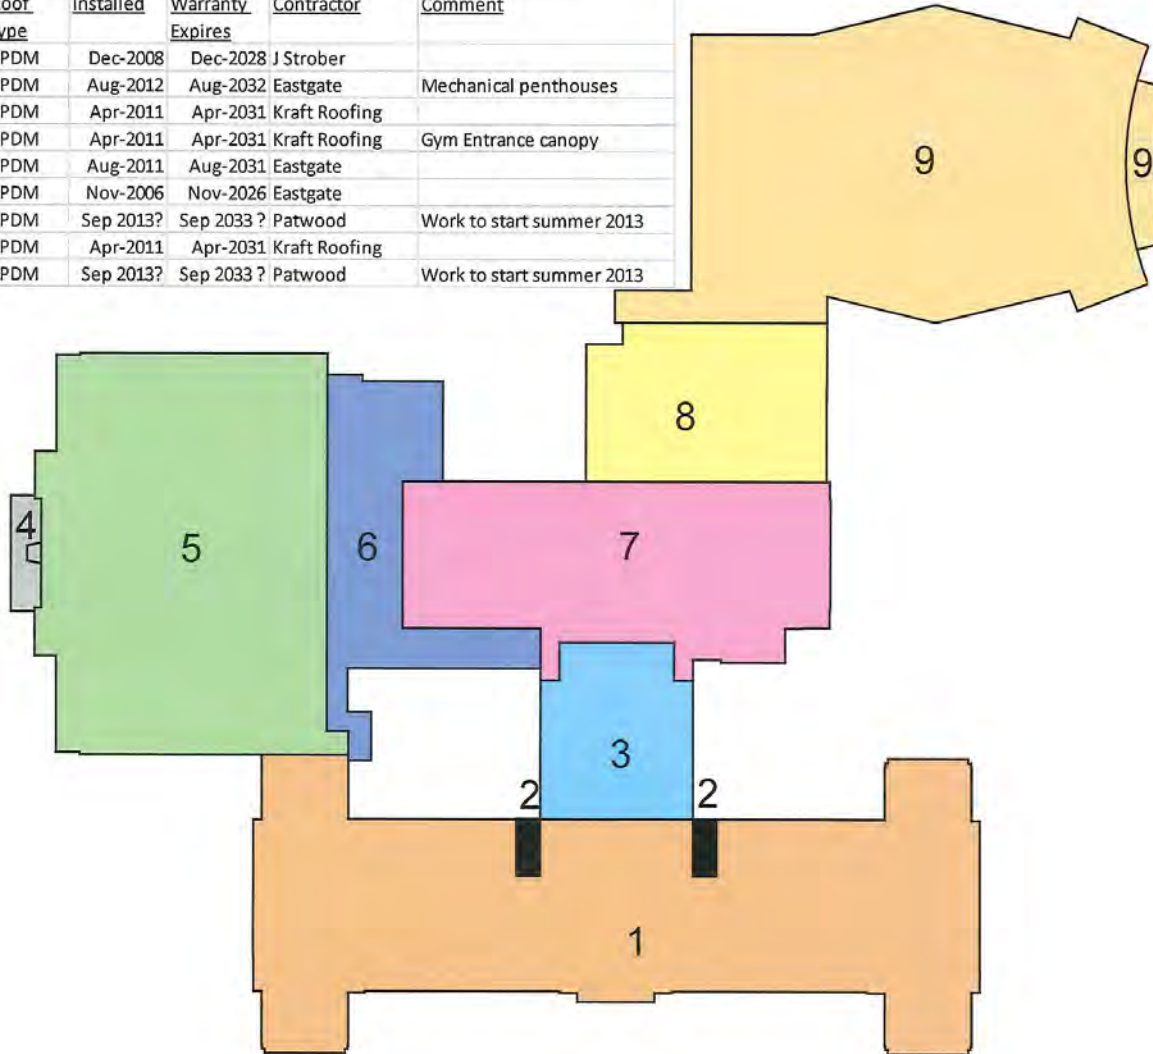 oof Installed Warranty Contractor Comment
ype Expires
PDM Dec-2008 Dec-2028 J Strober
PDM Aug-2012 Aug-2032 Eastgate Mechanical penthouses
PDM Apr-2011 Apr-2031 Kraft Roofing
PDM Apr-2011 Apr-2031 Kraft Roofing Gym Entrance canopy
PDM Aug-2011 Aug-2031 Eastgate
PDM Nov-2006 Nov-2026 Eastgate
PDM Sep 2013? Sep 2033 ? Patwood Work to start summer 2013
PDM Apr-2011 Apr-2031 Kraft Roofing
PDM Sep 2013? Sep 2033 ? Patwood Work to start summer 2013
9 9
8
4 5 6 7
3
2 2
1